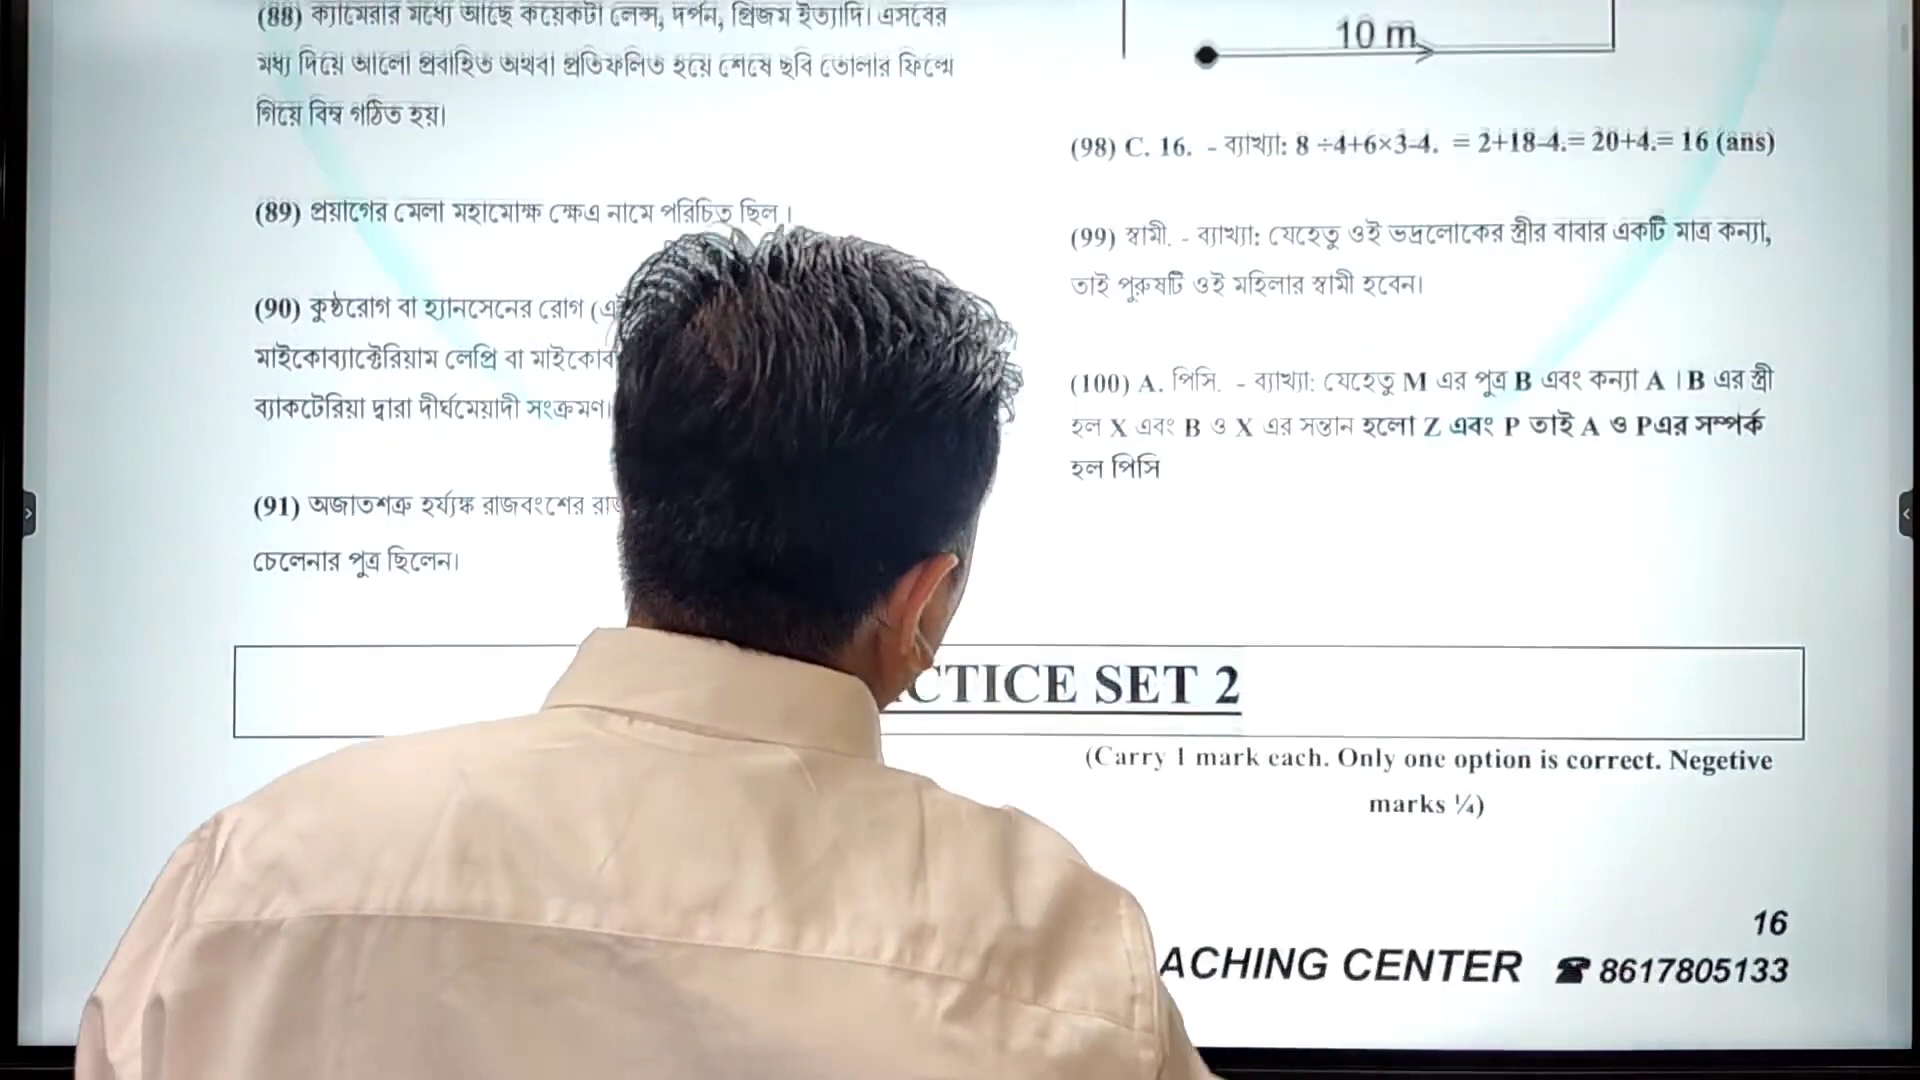 (88) ক্যামেরার মধ্যে আছে কয়েকটা লেন্স, দর্পন, প্রিজম ইত্যাদি। এসবের
মধ্য দিয়ে আলো প্রবাহিত অথবা প্রতিফলিত হয়ে শেষে ছবি তোলার ফিল্মে
গিয়ে বিম্ব গঠিত হয়।
(89) প্রয়াগের মেলা মহামোক্ষ ক্ষেএ নামে পরিচিত ছিল।
(90) কুষ্ঠরোগ বা হ্যানসেনের রোগ
মাইকোব্যাক্টেরিয়াম লেপ্রি বা
ব্যাকটেরিয়া দ্বারা দীর্ঘমেয়াদী সংক্রমণ।
(91) অজাতশত্রু হর্য্যঙ্ক রাজবংশের
চেলেনার পুত্র ছিলেন।
10 m
(98) C. 16. - ব্যাখ্যা: 8 ÷4+6×3-4. = 2+18-4.= 20+4.= 16 (ans)
(99) স্বামী. - ব্যাখ্যা: যেহেতু ওই ভদ্রলোকের স্ত্রীর বাবার একটি মাত্র কন্যা,
তাই পুরুষটি ওই মহিলার স্বামী হবেন।
(100) A. পিসি. - ব্যাখ্যা: যেহেতু M এর পুত্র B এবং কন্যা A । B এর স্ত্রী
হল X এবং B ও X এর সন্তান হলো Z এবং P তাই A ও Pএর সম্পর্ক
হল পিসি
CTICE SET 2
(Carry 1 mark each. Only one option is correct. Negetive
marks ¼)
16
ACHING CENTER ☎ 8617805133